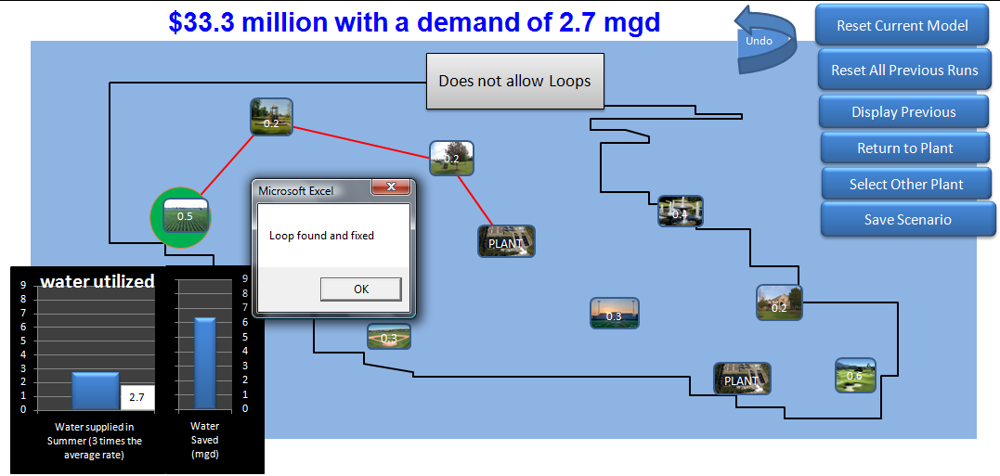 $33.3 million with a demand of 2.7 mgd
Undo
Reset Current Model
Reset All Previous Runs
Display Previous
Return to Plant
Select Other Plant
Save Scenario
Does not allow Loops
0.2
0.2
0.5
PLANT
0.4
Microsoft Excel
Loop found and fixed
OK
0.3
0.3
0.2
PLANT
0.6
water utilized
9
8
7
6
5
4
3
2
1
0
2.7
Water supplied in
Summer (3 times the
average rate)
9
8
7
6
5
4
3
2
1
0
Water
Saved
(mgd)